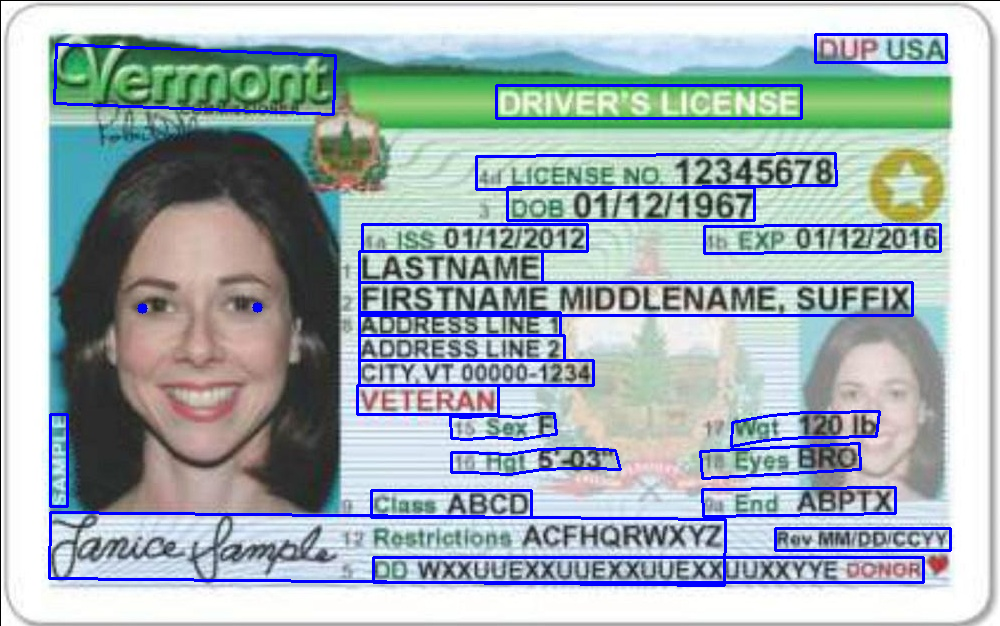 Vermont
DUP USA
DRIVER'S LICENSE
4d LICENSE NO. 12345678
3 DOB 01/12/1967
4a ISS 01/12/2012 4b EXP 01/12/2016
1 LASTNAME
2 FIRSTNAME MIDDLENAME, SUFFIX
8 ADDRESS LINE 1
ADDRESS LINE 2
CITY, VT 00000-1234
VETERAN
15 Sex F 17 Wgt 120 lb
16 Hgt 5'-03" 18 Eyes BRO
SAMPLE
9 Class ABCD 9a End ABPTX
Janice Sample
12 Restrictions ACFHQRWXYZ Rev MM/DD/CCYY
5 DD WXXUUEXXUUEXXUUEXXUUXXYYE DONOR